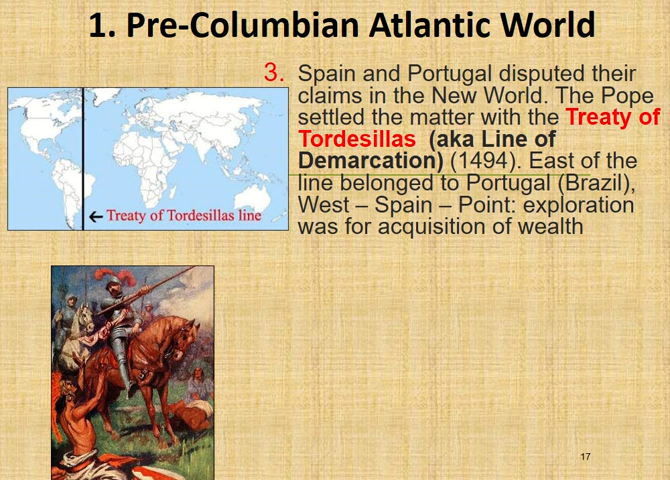 1. Pre-Columbian Atlantic World
3. Spain and Portugal disputed their
claims in the New World. The Pope
settled the matter with the Treaty of
Tordesillas (aka Line of
Demarcation) (1494). East of the
line belonged to Portugal (Brazil),
West – Spain – Point: exploration
was for acquisition of wealth
Treaty of Tordesillas line
17